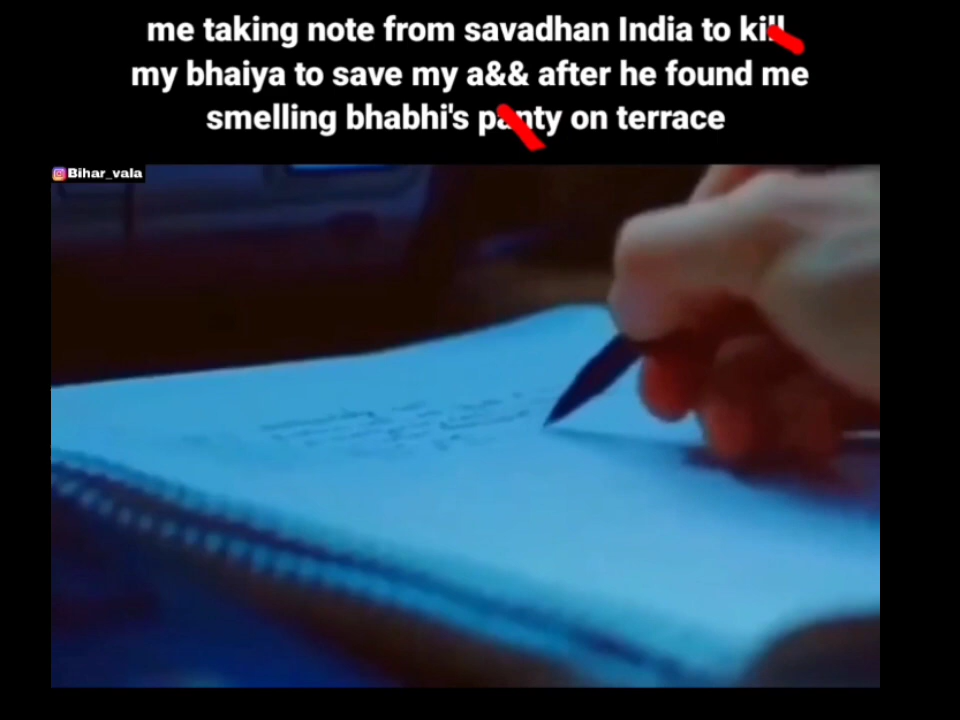 me taking note from savadhan India to kill
my bhaiya to save my a&& after he found me
smelling bhabhi's panty on terrace
Bihar_vala